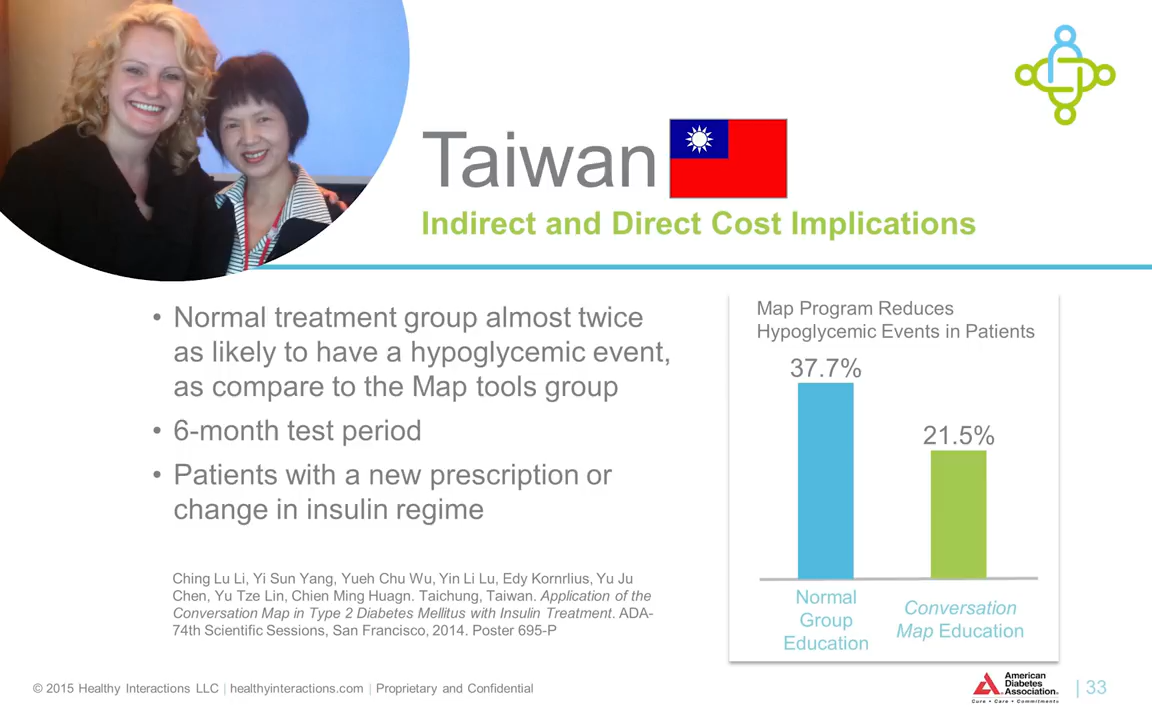 Taiwan
Indirect and Direct Cost Implications
• Normal treatment group almost twice
as likely to have a hypoglycemic event,
as compare to the Map tools group
• 6-month test period
• Patients with a new prescription or
change in insulin regime
Ching Lu Li, Yi Sun Yang, Yueh Chu Wu, Yin Li Lu, Edy Kornrlius, Yu Ju
Chen, Yu Tze Lin, Chien Ming Huagn. Taichung, Taiwan. Application of the
Conversation Map in Type 2 Diabetes Mellitus with Insulin Treatment. ADA-
74th Scientific Sessions, San Francisco, 2014. Poster 695-P
Map Program Reduces
Hypoglycemic Events in Patients
37.7%
21.5%
Normal
Group
Education
Conversation
Map Education
© 2015 Healthy Interactions LLC | healthyinteractions.com | Proprietary and Confidential
American
Diabetes
Association.
Cure • Care • Commitment®
| 33